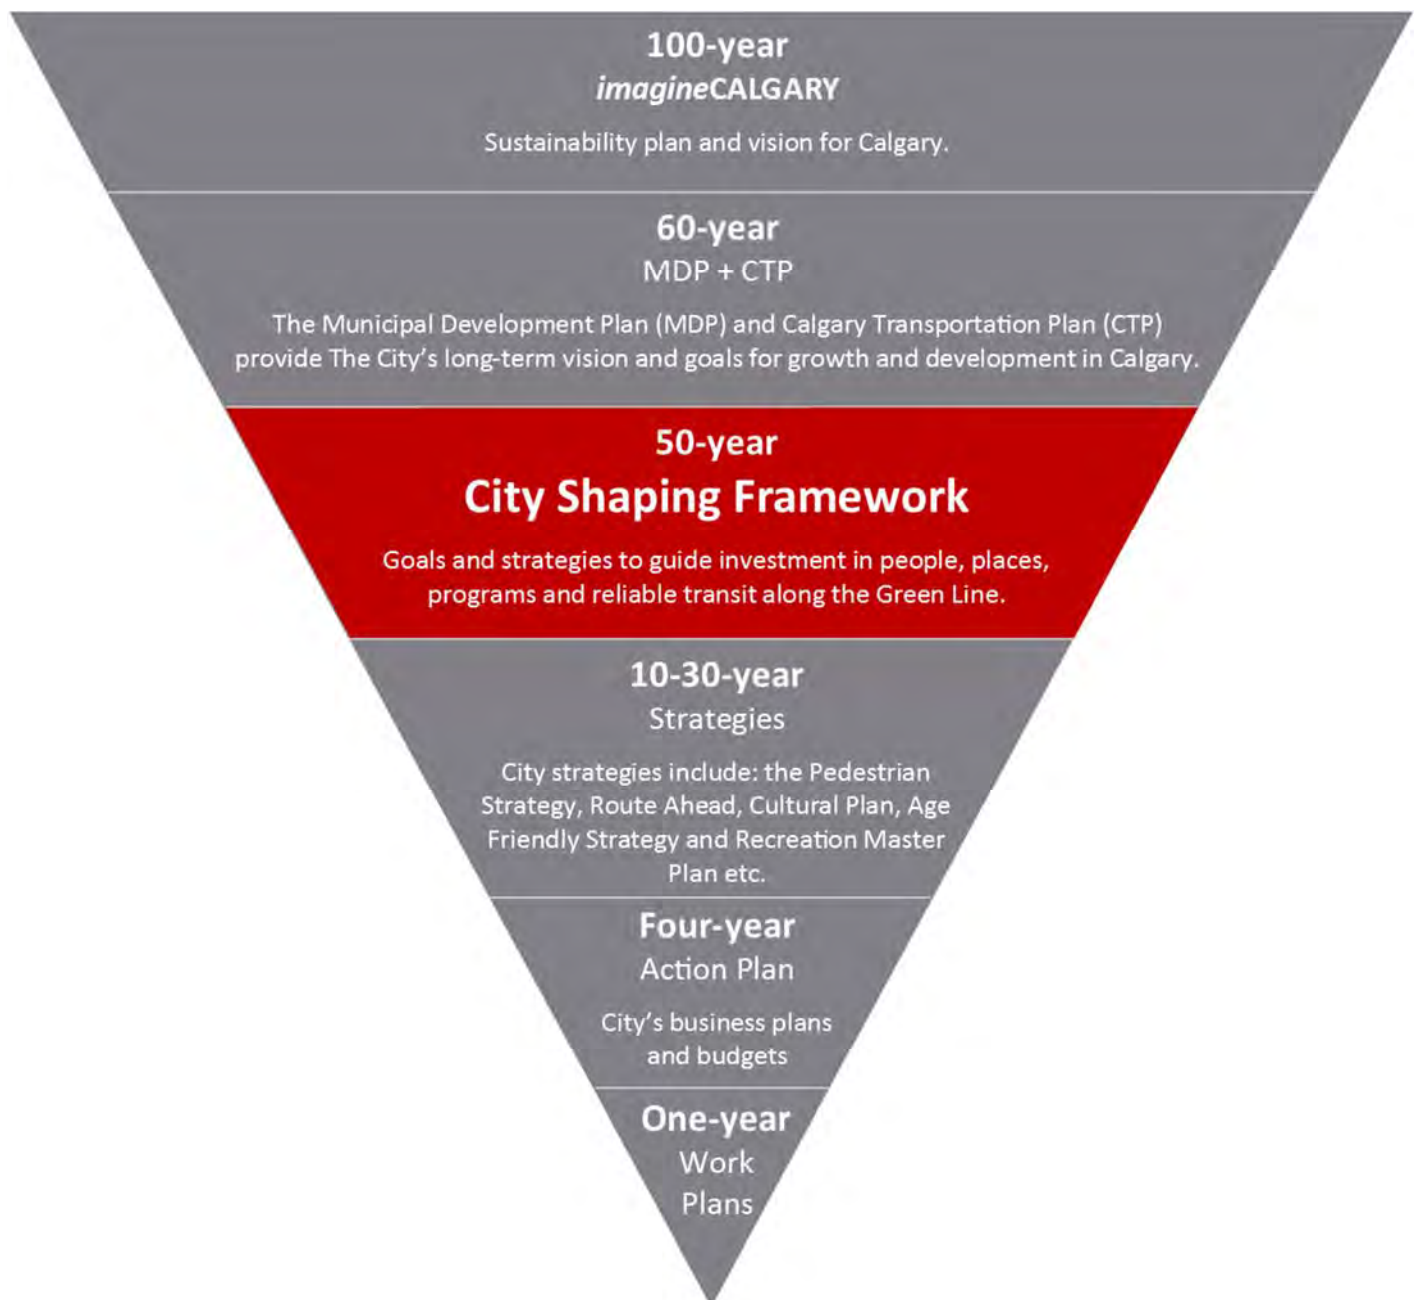 100-year
imagineCALGARY
Sustainability plan and vision for Calgary.
60-year
MDP + CTP
The Municipal Development Plan (MDP) and Calgary Transportation Plan (CTP)
provide The City's long-term vision and goals for growth and development in Calgary.
50-year
City Shaping Framework
Goals and strategies to guide investment in people, places,
programs and reliable transit along the Green Line.
10-30-year
Strategies
City strategies include: the Pedestrian
Strategy, Route Ahead, Cultural Plan, Age
Friendly Strategy and Recreation Master
Plan etc.
Four-year
Action Plan
City's business plans
and budgets
One-year
Work
Plans